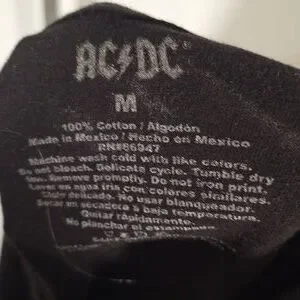 AC⚡DC
M
100% Cotton / Algodón
Made in Mexico / Hecho en Mexico
RN#86947
Machine wash cold with like colors.
Do not bleach. Delicate cycle. Tumble dry
low. Remove promptly. Do not iron print.
Lavar en agua fria con colores similares.
Ciclo delicado. No usar blanqueador.
Secar en secadora a baja temperatura.
Quitar rápidamente.
No planchar el estampado.